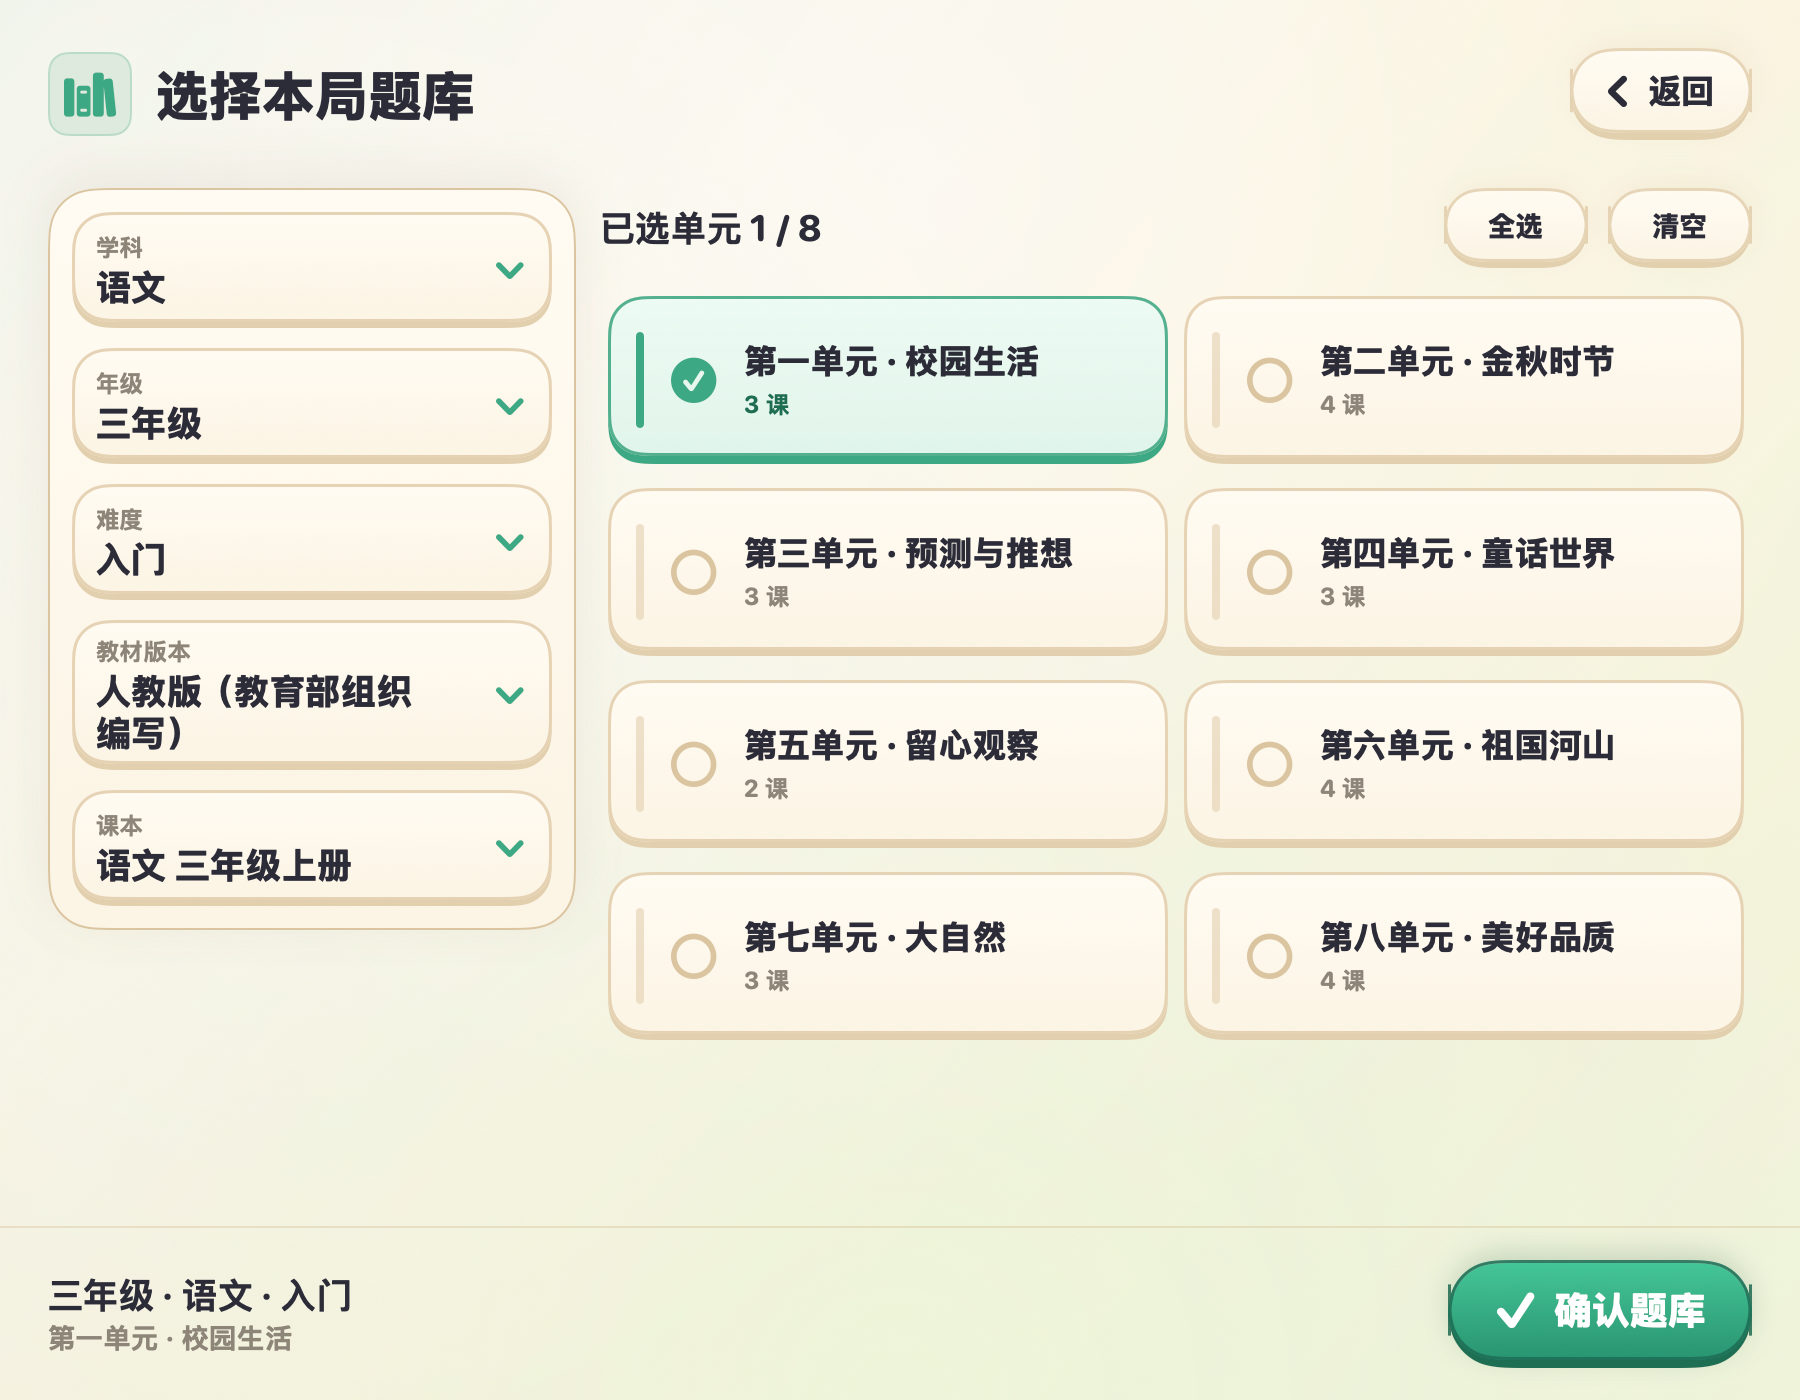 选择本局题库
返回
学科
语文
年级
三年级
难度
入门
教材版本
人教版（教育部组织
编写）
课本
语文 三年级上册
已选单元 1 / 8
全选
清空
第一单元 · 校园生活
3 课
第二单元 · 金秋时节
4 课
第三单元 · 预测与推想
3 课
第四单元 · 童话世界
3 课
第五单元 · 留心观察
2 课
第六单元 · 祖国河山
4 课
第七单元 · 大自然
3 课
第八单元 · 美好品质
4 课
三年级 · 语文 · 入门
第一单元 · 校园生活
确认题库